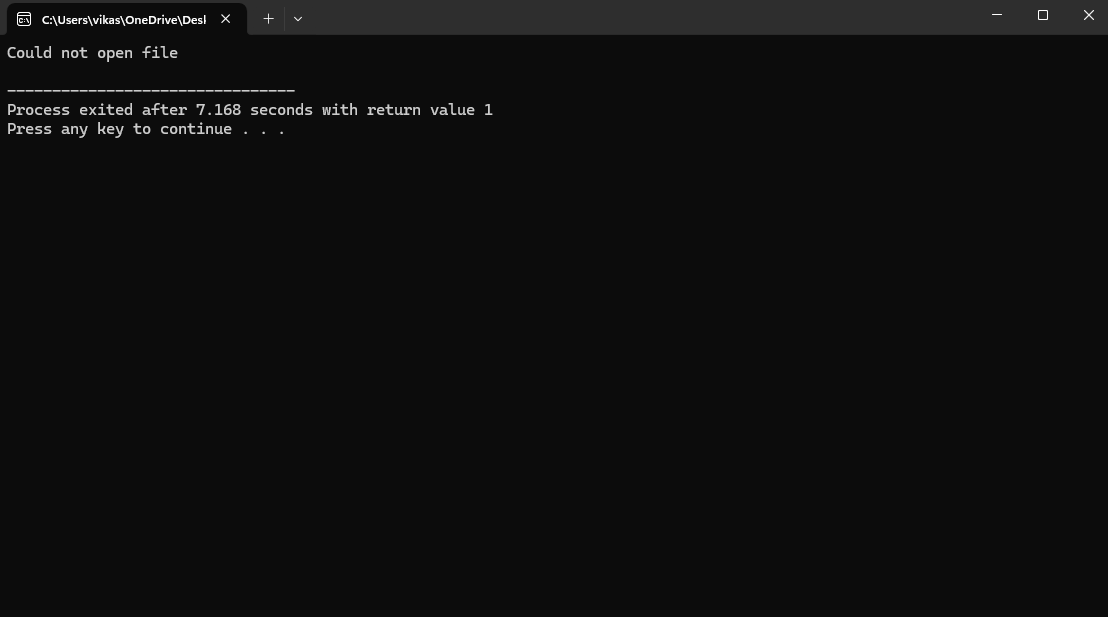 C:\Users\vikas\OneDrive\Desl
Could not open file
--------------------------------
Process exited after 7.168 seconds with return value 1
Press any key to continue . . .